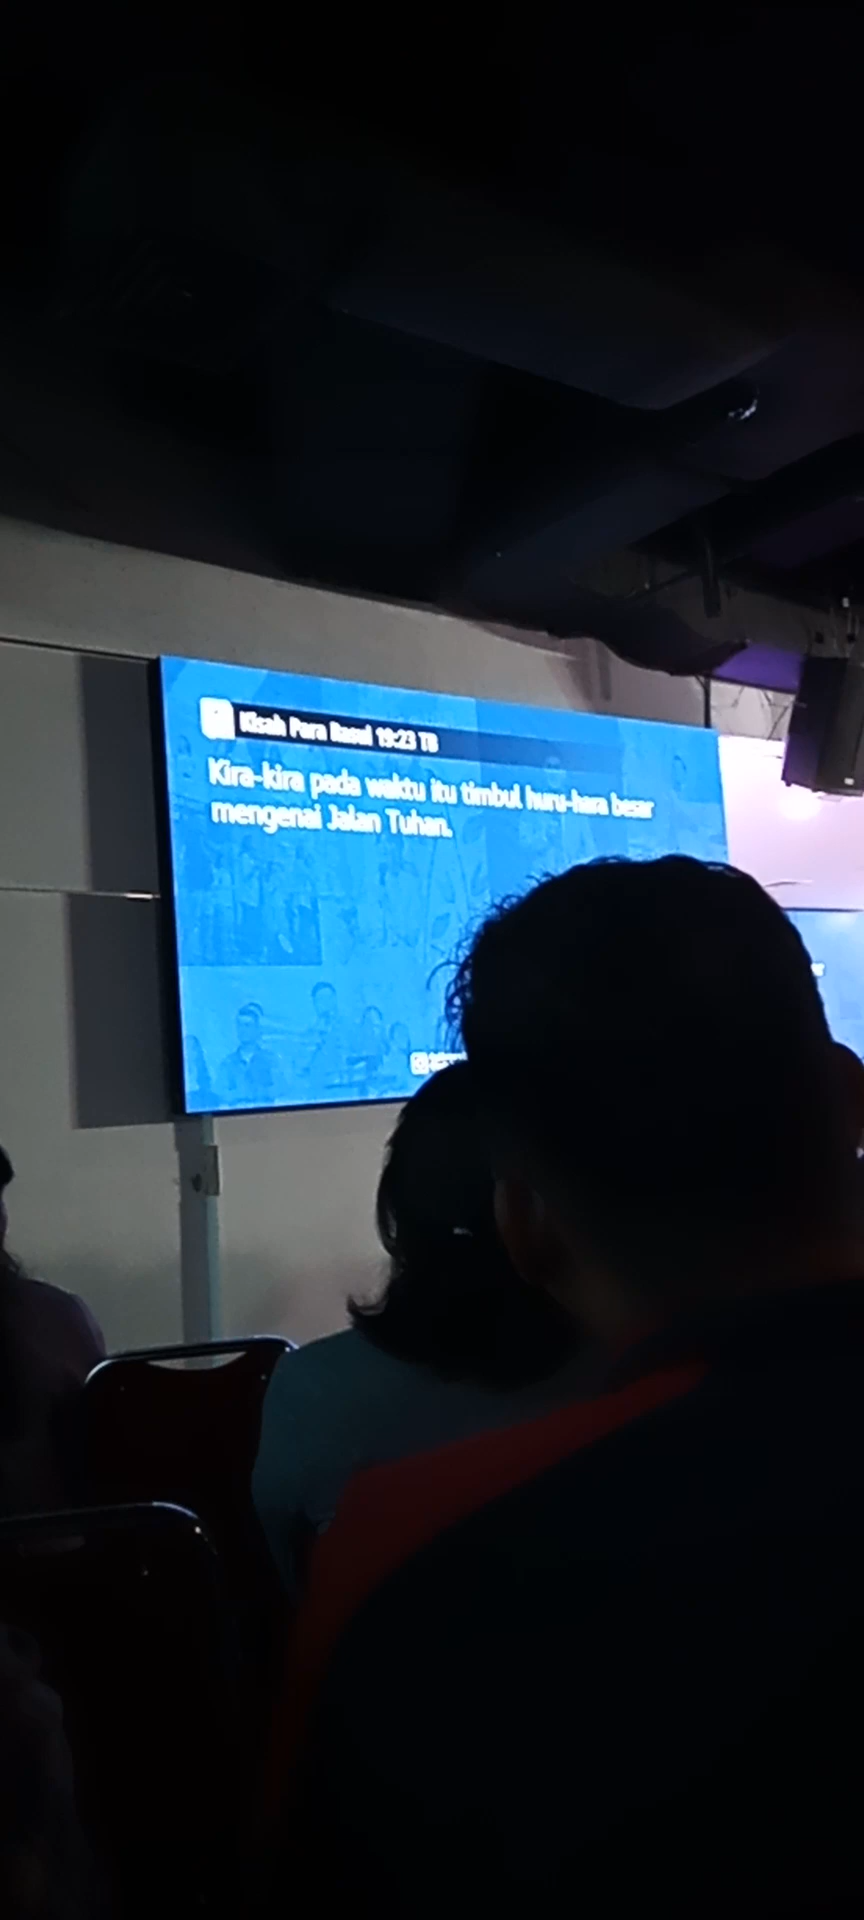 Kisah Para Rasul 19:23 TB
Kira-kira pada waktu itu timbul huru-hara besar
mengenai Jalan Tuhan.